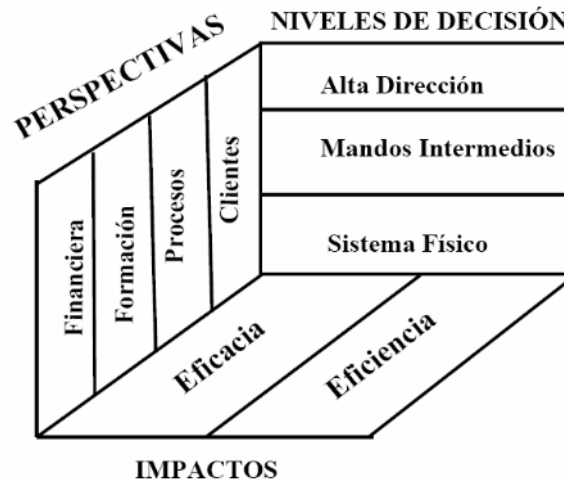 NIVELES DE DECISIÓN
PERSPECTIVAS
Alta Dirección
Mandos Intermedios
Sistema Físico
Financiera
Formación
Procesos
Clientes
Eficacia
Eficiencia
IMPACTOS